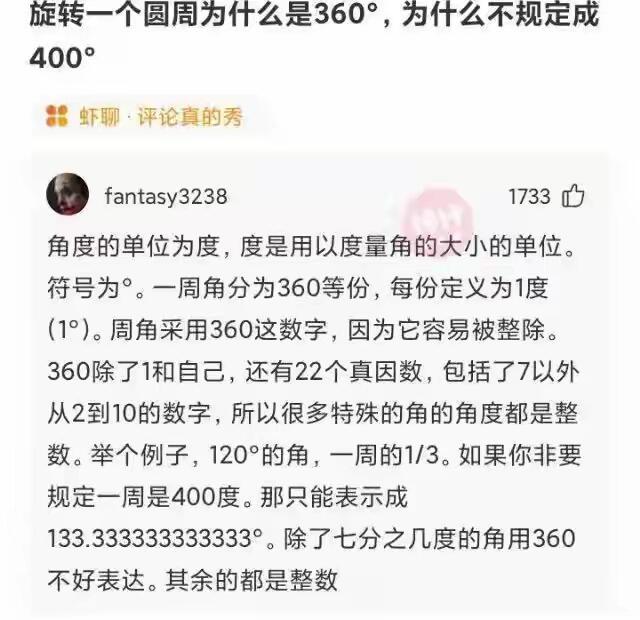 旋转一个圆周为什么是360°，为什么不规定成
400°
虾聊·评论真的秀
fantasy3238
1733
角度的单位为度，度是用以度量角的大小的单位。
符号为°。一周角分为360等份，每份定义为1度
(1°)。周角采用360这数字，因为它容易被整除。
360除了1和自己，还有22个真因数，包括了7以外
从2到10的数字，所以很多特殊的角的角度都是整
数。举个例子，120°的角，一周的1/3。如果你非要
规定一周是400度。那只能表示成
133.333333333333°。除了七分之几度的角用360
不好表达。其余的都是整数